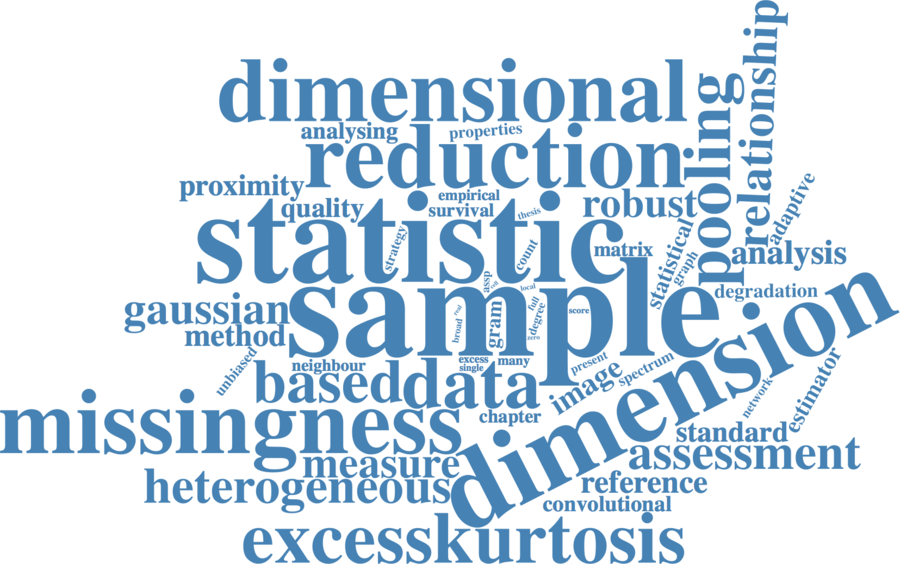 dimensional
relationship
pooling
analysing
properties
reduction
proximity
empirical
adaptive
quality
survival
thesis
robust
statistic
strategy
count
matrix
statistical
graph
analysis
assp
cell
local
degradation
sample
gaussian
full
degree
score
broad
real
gram
zero
method
unbiased
neighbour
excess
single
many
present
spectrum
based
data
image
network
estimator
dimension
missingness
chapter
standard
measure
assessment
heterogeneous
reference
convolutional
excesskurtosis